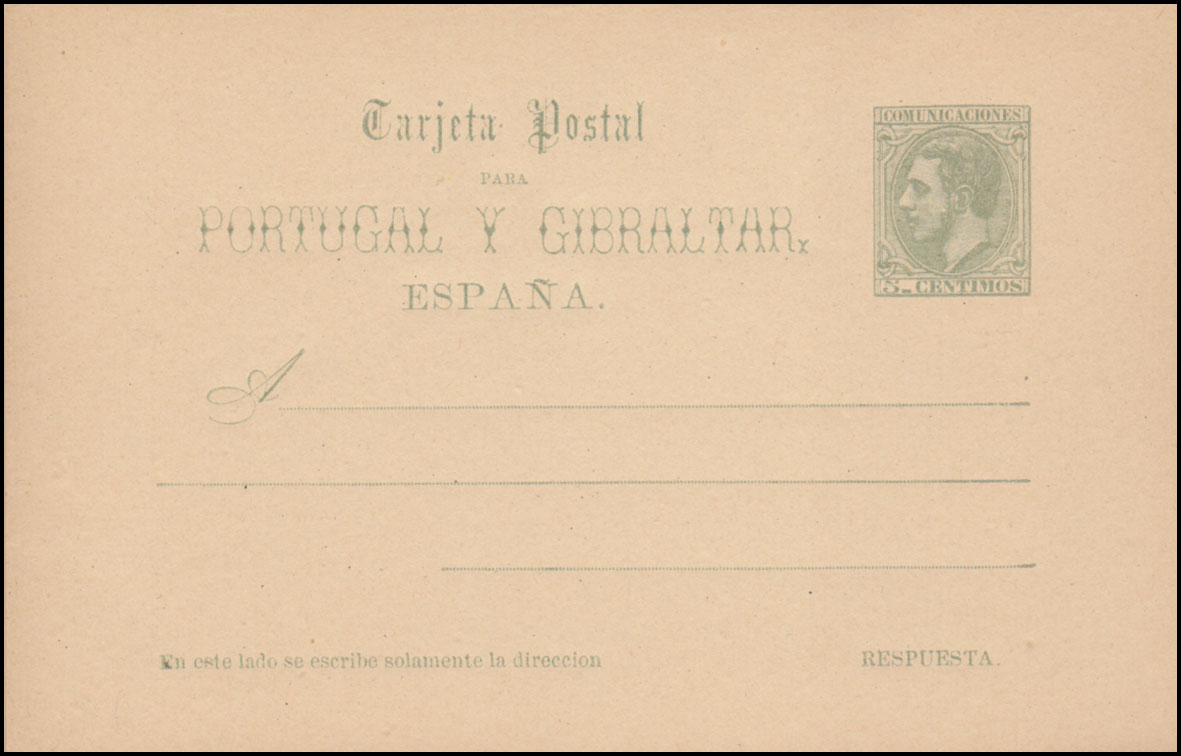 Tarjeta Postal
PARA
PORTUGAL Y GIBRALTAR.
ESPAÑA.
COMUNICACIONES
5 CENTIMOS
A
En este lado se escribe solamente la direccion
RESPUESTA.